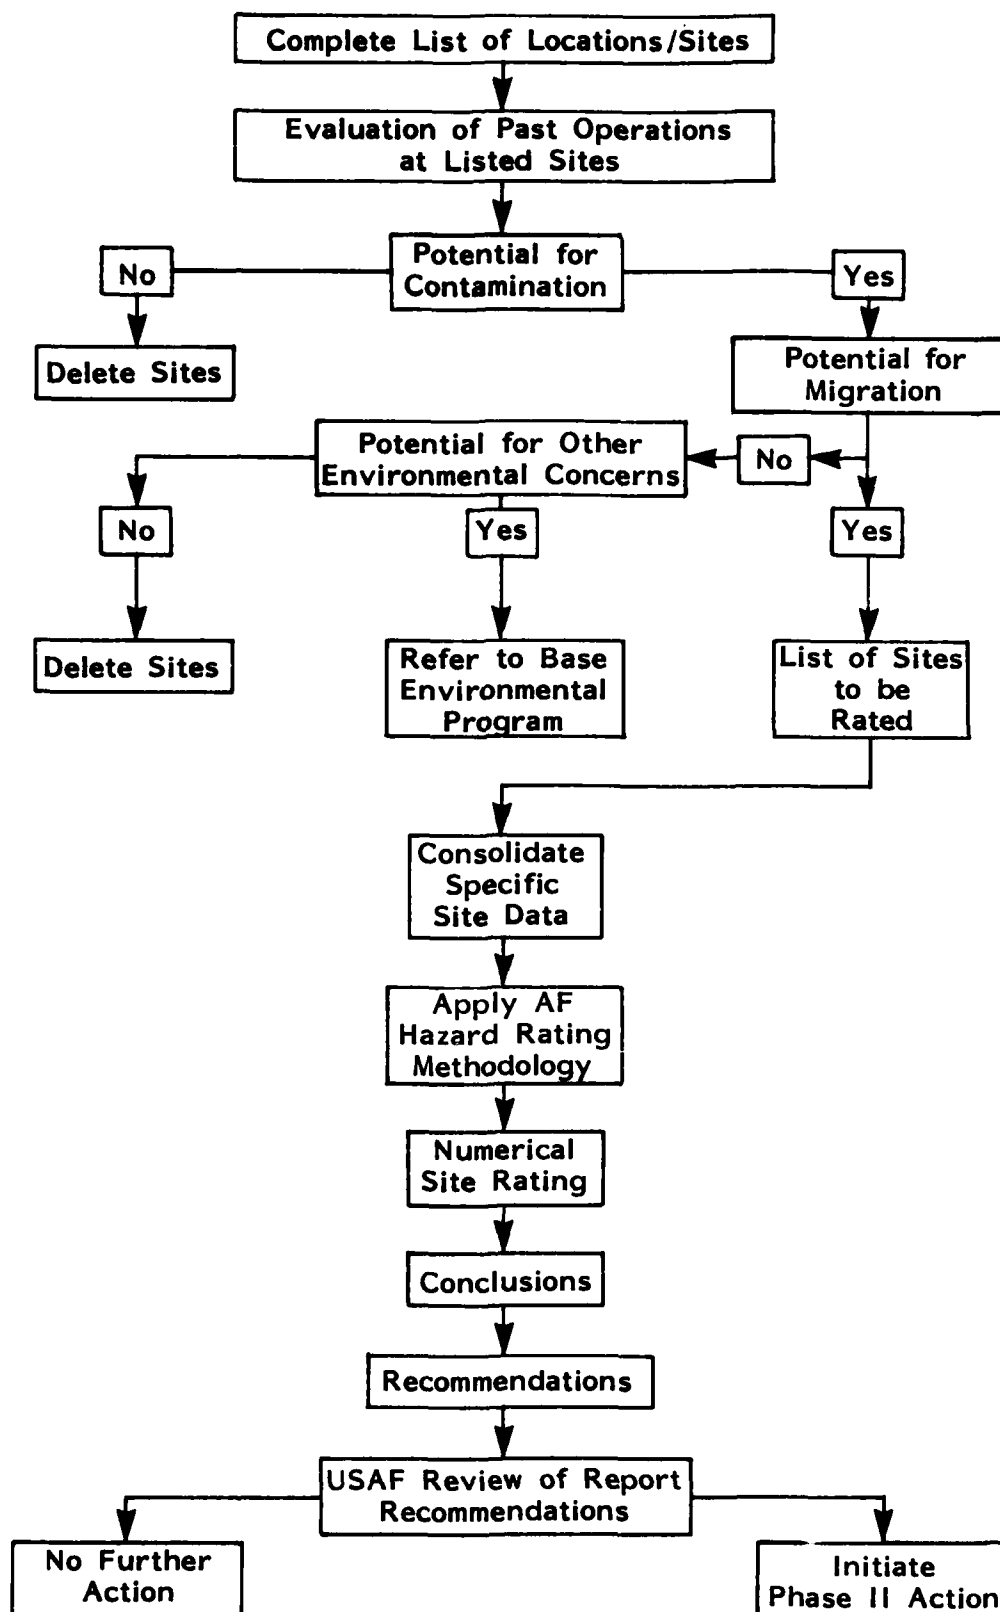 Complete List of Locations/Sites
Evaluation of Past Operations
at Listed Sites
Potential for
Contamination
No
Yes
Delete Sites
Potential for
Migration
Potential for Other
Environmental Concerns
No
No
Yes
Yes
Delete Sites
Refer to Base
Environmental
Program
List of Sites
to be
Rated
Consolidate
Specific
Site Data
Apply AF
Hazard Rating
Methodology
Numerical
Site Rating
Conclusions
Recommendations
USAF Review of Report
Recommendations
No Further
Action
Initiate
Phase II Action